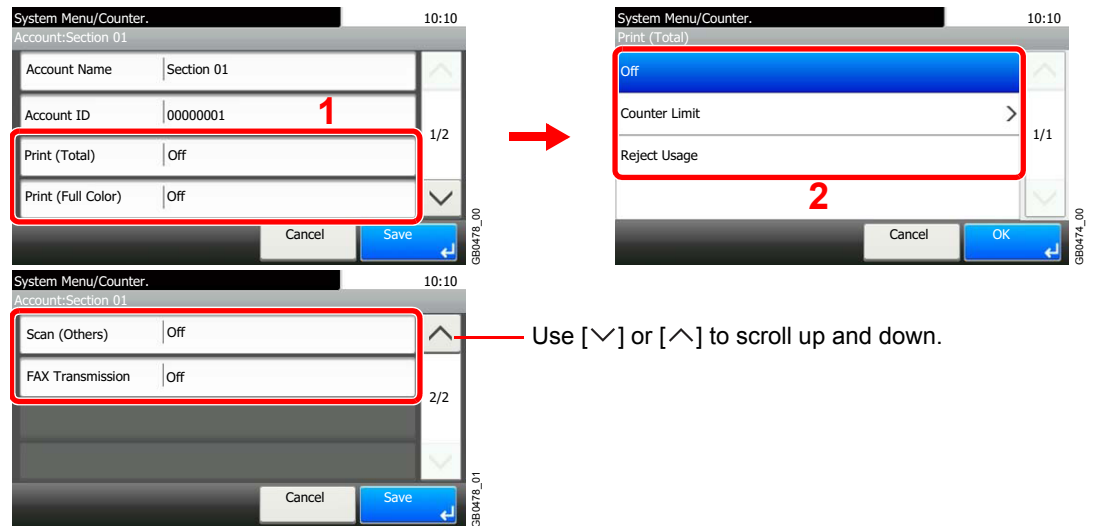 System Menu/Counter. 10:10
Account:Section 01
Account Name Section 01
Account ID 00000001
1
1/2
Print (Total) Off
Print (Full Color) Off
Cancel Save
GB0478_00
System Menu/Counter. 10:10
Print (Total)
Off
Counter Limit
1/1
Reject Usage
2
Cancel OK
GB0474_00
System Menu/Counter. 10:10
Account:Section 01
Scan (Others) Off
FAX Transmission Off
2/2
Cancel Save
GB0478_01
Use [∨] or [∧] to scroll up and down.